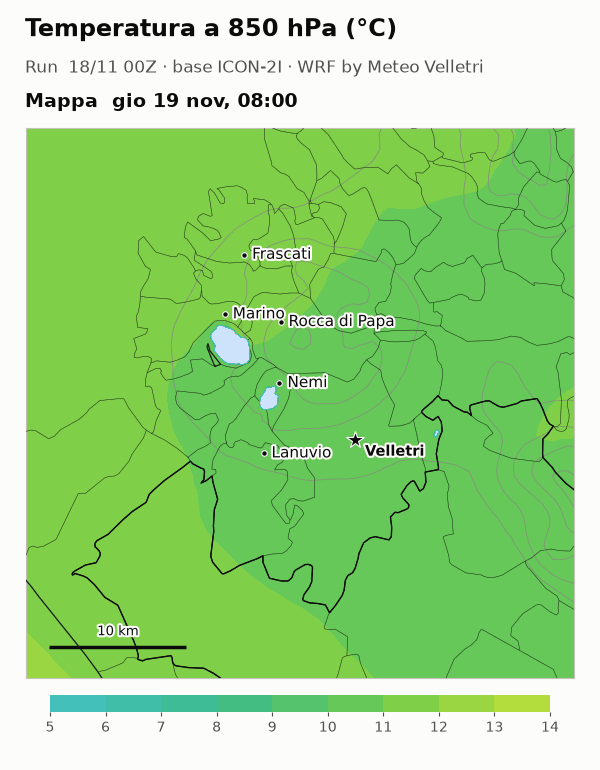 Temperatura a 850 hPa (°C)
Run  18/11 00Z · base ICON-2I · WRF by Meteo Velletri
Mappa  gio 19 nov, 08:00
Frascati
Marino
Rocca di Papa
Nemi
Velletri
Lanuvio
10 km
5 6 7 8 9 10 11 12 13 14